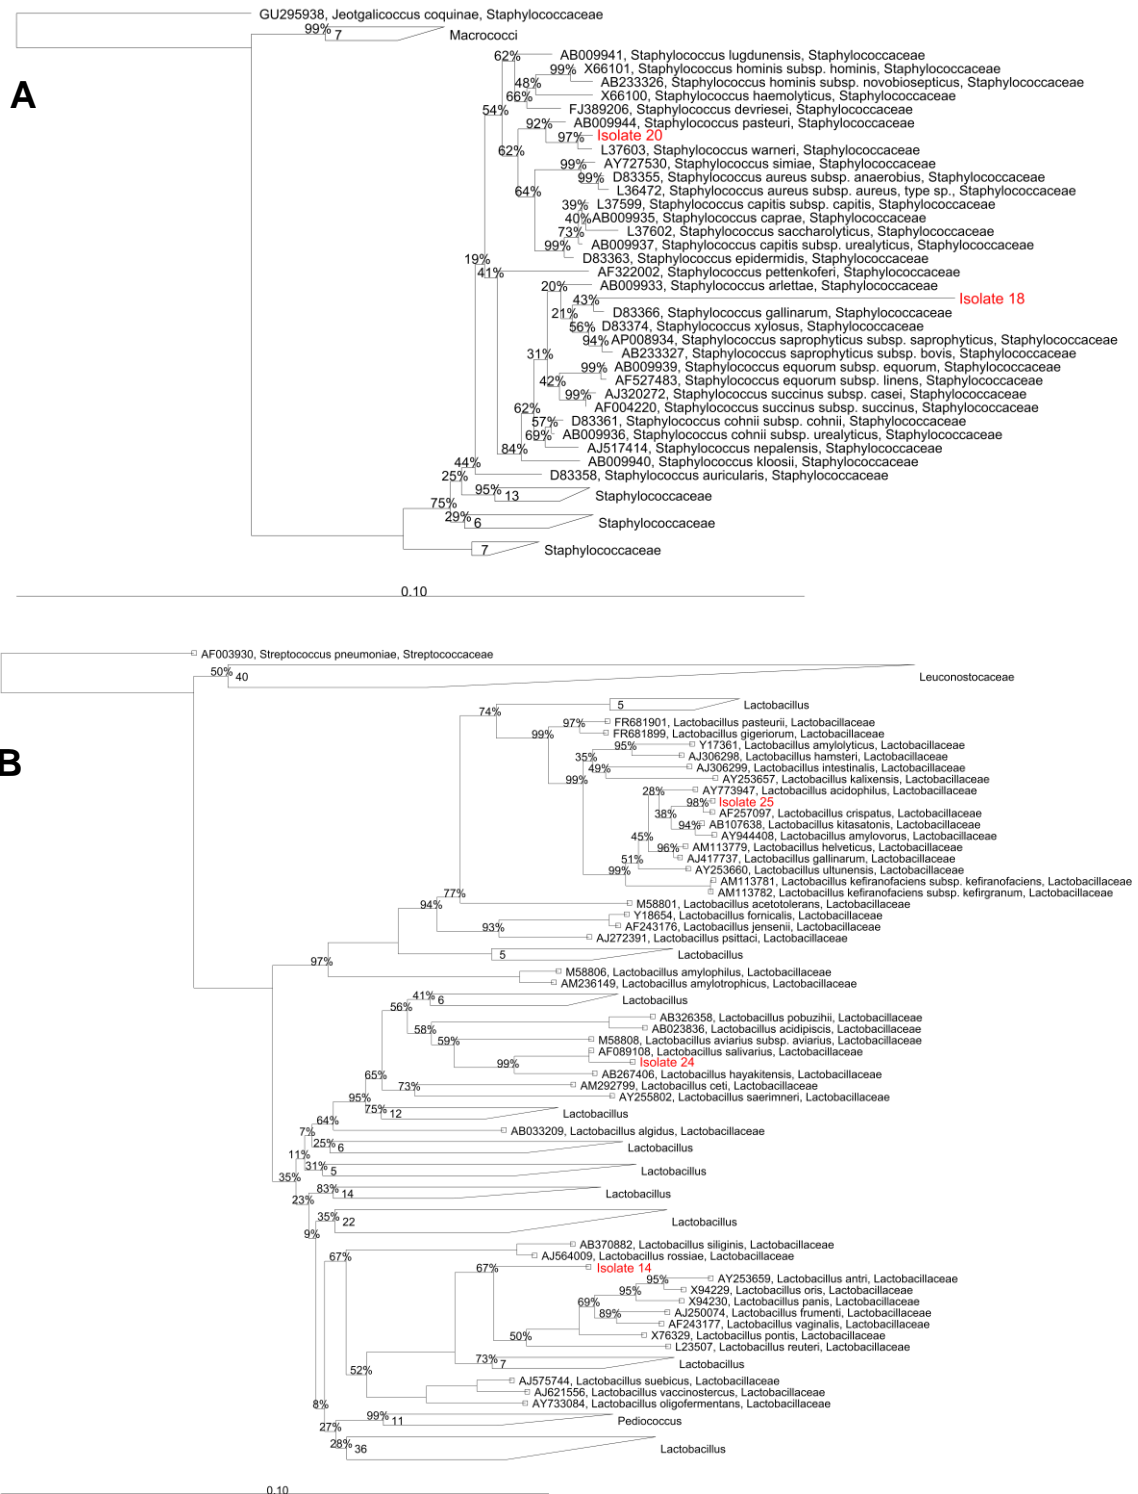 GU295938, Jeotgalicoccus coquinae, Staphylococcaceae
99% 7 Macrococci
A
62% AB009941, Staphylococcus lugdunensis, Staphylococcaceae
99% X66101, Staphylococcus hominis subsp. hominis, Staphylococcaceae
48% AB233326, Staphylococcus hominis subsp. novobiosepticus, Staphylococcaceae
66% X66100, Staphylococcus haemolyticus, Staphylococcaceae
54% FJ389206, Staphylococcus devriesei, Staphylococcaceae
92% AB009944, Staphylococcus pasteuri, Staphylococcaceae
97% Isolate 20
62% L37603, Staphylococcus warneri, Staphylococcaceae
99% AY727530, Staphylococcus simiae, Staphylococcaceae
99% D83355, Staphylococcus aureus subsp. anaerobius, Staphylococcaceae
64% L36472, Staphylococcus aureus subsp. aureus, type sp., Staphylococcaceae
39% L37599, Staphylococcus capitis subsp. capitis, Staphylococcaceae
40% AB009935, Staphylococcus caprae, Staphylococcaceae
73% L37602, Staphylococcus saccharolyticus, Staphylococcaceae
99% AB009937, Staphylococcus capitis subsp. urealyticus, Staphylococcaceae
19% D83363, Staphylococcus epidermidis, Staphylococcaceae
41% AF322002, Staphylococcus pettenkoferi, Staphylococcaceae
20% AB009933, Staphylococcus arlettae, Staphylococcaceae
43% Isolate 18
21% D83366, Staphylococcus gallinarum, Staphylococcaceae
56% D83374, Staphylococcus xylosus, Staphylococcaceae
94% AP008934, Staphylococcus saprophyticus subsp. saprophyticus, Staphylococcaceae
31% AB233327, Staphylococcus saprophyticus subsp. bovis, Staphylococcaceae
99% AB009939, Staphylococcus equorum subsp. equorum, Staphylococcaceae
42% AF527483, Staphylococcus equorum subsp. linens, Staphylococcaceae
99% AJ320272, Staphylococcus succinus subsp. casei, Staphylococcaceae
62% AF004220, Staphylococcus succinus subsp. succinus, Staphylococcaceae
57% D83361, Staphylococcus cohnii subsp. cohnii, Staphylococcaceae
69% AB009936, Staphylococcus cohnii subsp. urealyticus, Staphylococcaceae
84% AJ517414, Staphylococcus nepalensis, Staphylococcaceae
44% AB009940, Staphylococcus kloosii, Staphylococcaceae
25% D83358, Staphylococcus auricularis, Staphylococcaceae
95% 13 Staphylococcaceae
75%
29% 6 Staphylococcaceae
7 Staphylococcaceae
0.10
AF003930, Streptococcus pneumoniae, Streptococcaceae
50% 40 Leuconostocaceae
5 Lactobacillus
74%
97% FR681901, Lactobacillus pasteurii, Lactobacillaceae
99% FR681899, Lactobacillus gigeriorum, Lactobacillaceae
95% Y17361, Lactobacillus amylolyticus, Lactobacillaceae
35% AJ306298, Lactobacillus hamsteri, Lactobacillaceae
B
49% AJ306299, Lactobacillus intestinalis, Lactobacillaceae
99% AY253657, Lactobacillus kalixensis, Lactobacillaceae
28% AY773947, Lactobacillus acidophilus, Lactobacillaceae
98% Isolate 25
38% AF257097, Lactobacillus crispatus, Lactobacillaceae
94% AB107638, Lactobacillus kitasatonis, Lactobacillaceae
45% AY944408, Lactobacillus amylovorus, Lactobacillaceae
96% AM113779, Lactobacillus helveticus, Lactobacillaceae
51% AJ417737, Lactobacillus gallinarum, Lactobacillaceae
99% AY253660, Lactobacillus ultunensis, Lactobacillaceae
AM113781, Lactobacillus kefiranofaciens subsp. kefiranofaciens, Lactobacillaceae
77% AM113782, Lactobacillus kefiranofaciens subsp. kefirgranum, Lactobacillaceae
94% M58801, Lactobacillus acetotolerans, Lactobacillaceae
Y18654, Lactobacillus fornicalis, Lactobacillaceae
93% AF243176, Lactobacillus jensenii, Lactobacillaceae
AJ272391, Lactobacillus psittaci, Lactobacillaceae
5 Lactobacillus
97%
M58806, Lactobacillus amylophilus, Lactobacillaceae
AM236149, Lactobacillus amylotrophicus, Lactobacillaceae
41% 6 Lactobacillus
56%
AB326358, Lactobacillus pobuzihii, Lactobacillaceae
58% AB023836, Lactobacillus acidipiscis, Lactobacillaceae
59% M58808, Lactobacillus aviarius subsp. aviarius, Lactobacillaceae
AF089108, Lactobacillus salivarius, Lactobacillaceae
99% Isolate 24
65% AB267406, Lactobacillus hayakitensis, Lactobacillaceae
73% AM292799, Lactobacillus ceti, Lactobacillaceae
95% AY255802, Lactobacillus saerimneri, Lactobacillaceae
75% 12 Lactobacillus
64%
7% AB033209, Lactobacillus algidus, Lactobacillaceae
25% 6 Lactobacillus
11%
31% 5 Lactobacillus
35%
83% 14 Lactobacillus
23%
35% 22 Lactobacillus
9%
AB370882, Lactobacillus siliginis, Lactobacillaceae
67% AJ564009, Lactobacillus rossiae, Lactobacillaceae
67% Isolate 14
95% AY253659, Lactobacillus antri, Lactobacillaceae
95% X94229, Lactobacillus oris, Lactobacillaceae
69% X94230, Lactobacillus panis, Lactobacillaceae
89% AJ250074, Lactobacillus frumenti, Lactobacillaceae
AF243177, Lactobacillus vaginalis, Lactobacillaceae
50% X76329, Lactobacillus pontis, Lactobacillaceae
L23507, Lactobacillus reuteri, Lactobacillaceae
73% 7 Lactobacillus
52%
AJ575744, Lactobacillus suebicus, Lactobacillaceae
AJ621556, Lactobacillus vaccinostercus, Lactobacillaceae
8% AY733084, Lactobacillus oligofermentans, Lactobacillaceae
99% 11 Pediococcus
27%
28% 36 Lactobacillus
0.10